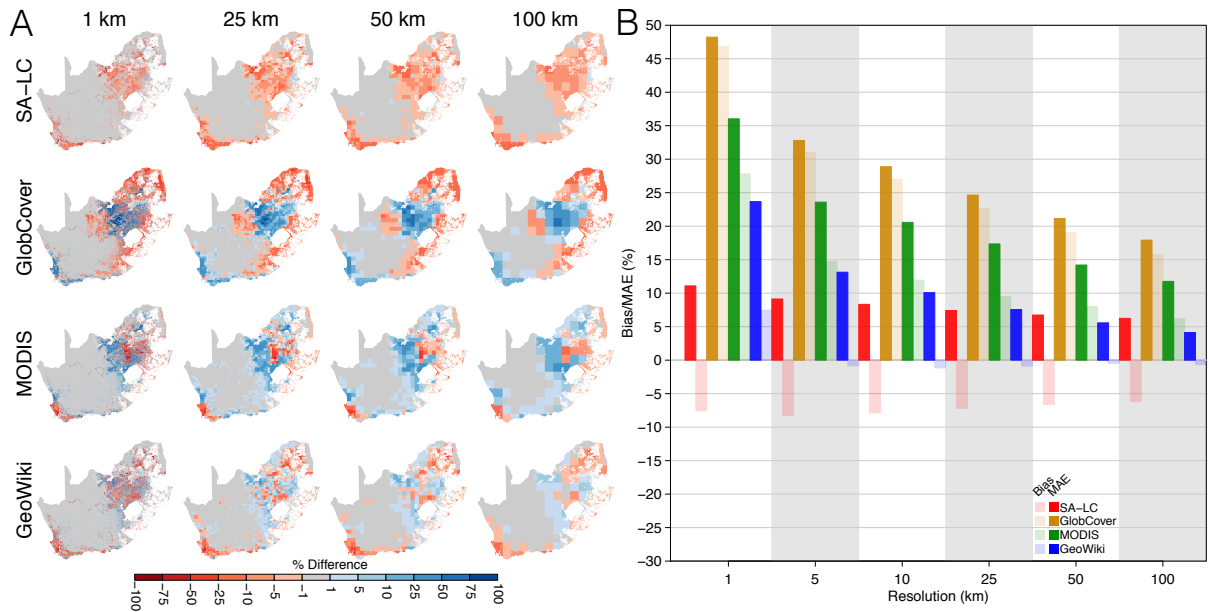 A
1 km 25 km 50 km 100 km
SA−LC
GlobCover
MODIS
GeoWiki
% Difference
−100 −75 −50 −25 −10 −5 −1 1 5 10 25 50 75 100
B
50
45
40
35
30
25
20
15
10
5
0
−5
−10
−15
−20
−25
−30
Bias/MAE (%)
Bias MAE
SA−LC
GlobCover
MODIS
GeoWiki
1 5 10 25 50 100
Resolution (km)